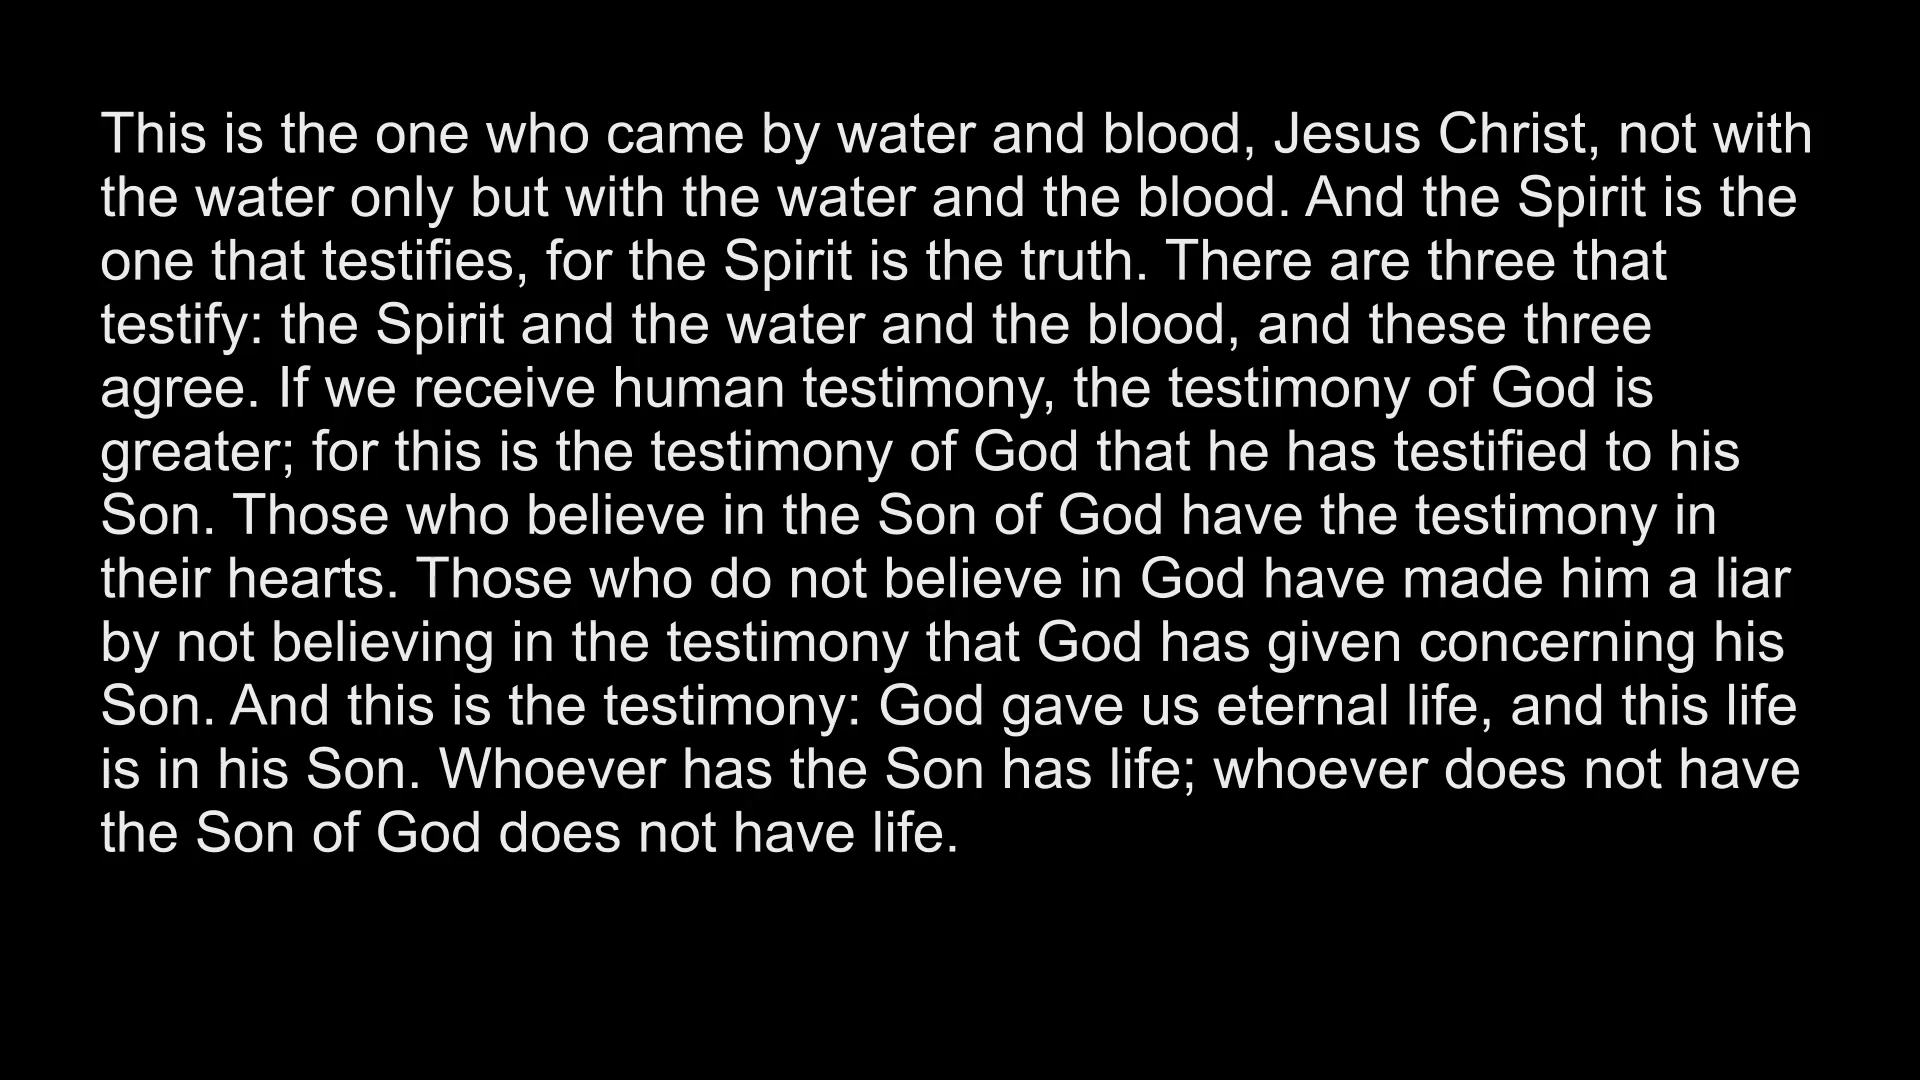 This is the one who came by water and blood, Jesus Christ, not with
the water only but with the water and the blood. And the Spirit is the
one that testifies, for the Spirit is the truth. There are three that
testify: the Spirit and the water and the blood, and these three
agree. If we receive human testimony, the testimony of God is
greater; for this is the testimony of God that he has testified to his
Son. Those who believe in the Son of God have the testimony in
their hearts. Those who do not believe in God have made him a liar
by not believing in the testimony that God has given concerning his
Son. And this is the testimony: God gave us eternal life, and this life
is in his Son. Whoever has the Son has life; whoever does not have
the Son of God does not have life.